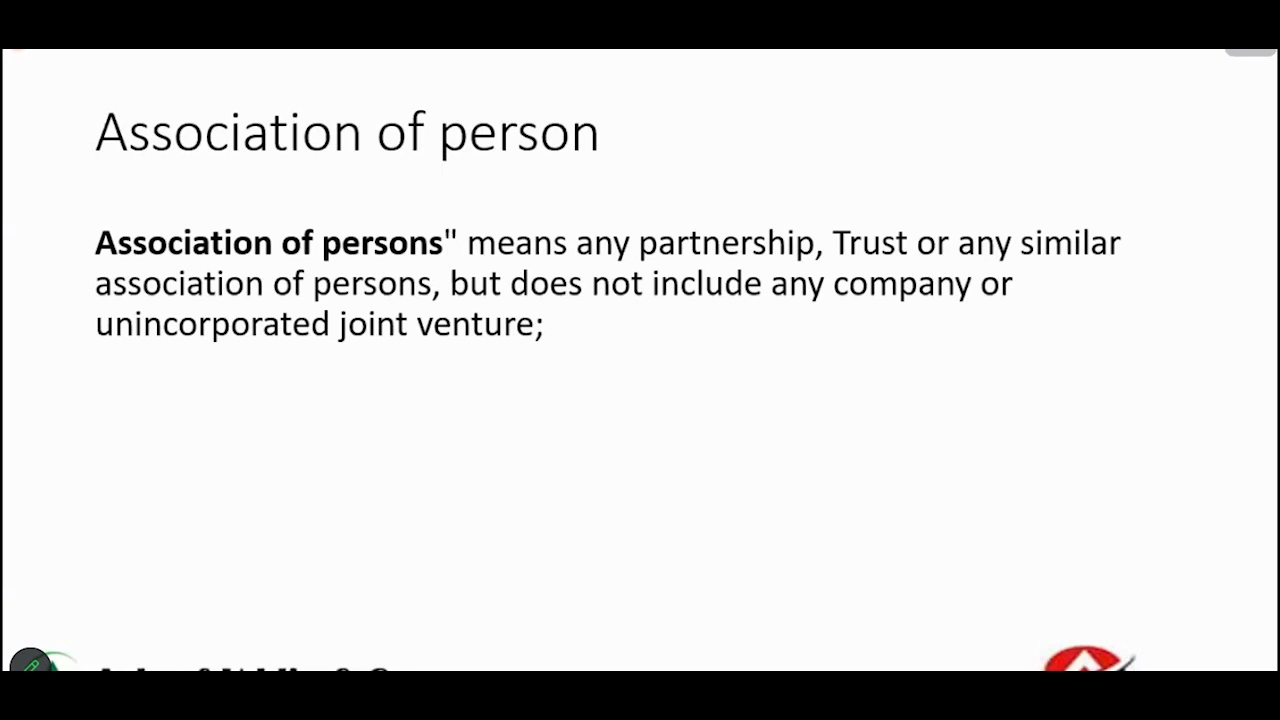 Association of person
Association of persons" means any partnership, Trust or any similar
association of persons, but does not include any company or
unincorporated joint venture;